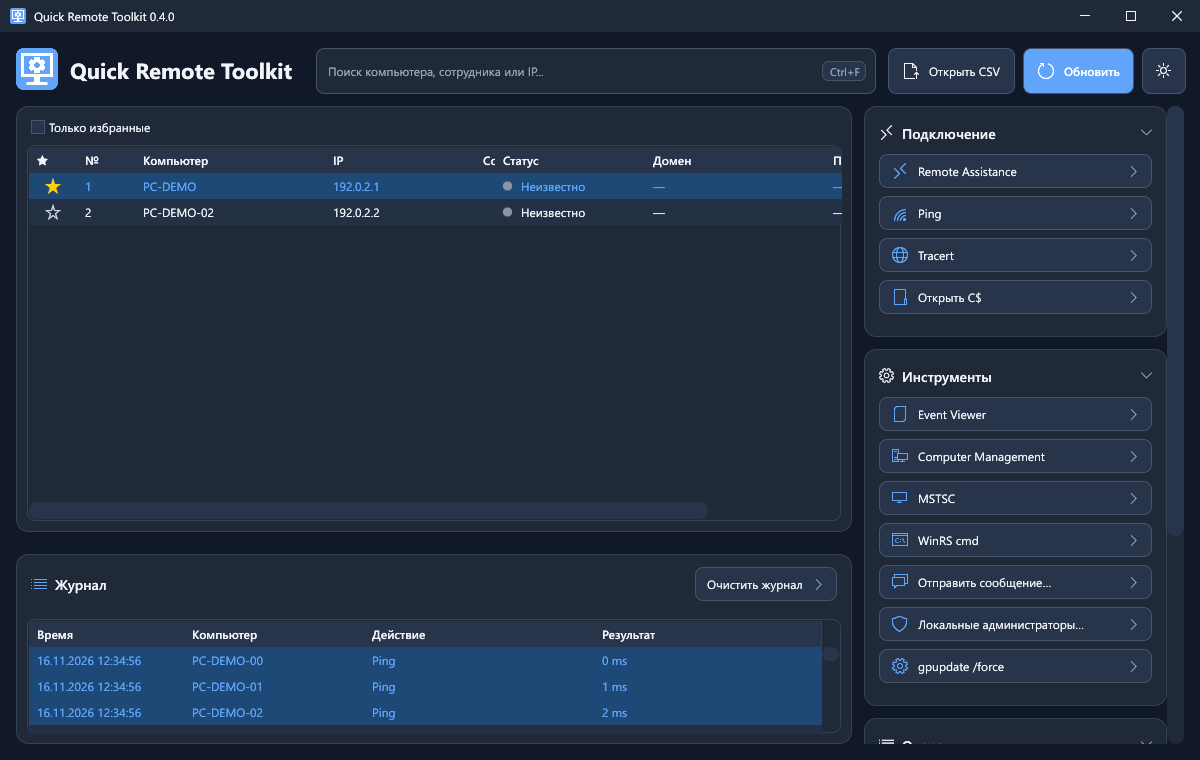 Quick Remote Toolkit 0.4.0
Quick Remote Toolkit
Поиск компьютера, сотрудника или IP...
Ctrl+F
Открыть CSV
Обновить
Только избранные
№ Компьютер IP Сс Статус Домен П
1 PC-DEMO 192.0.2.1 Неизвестно — —
2 PC-DEMO-02 192.0.2.2 Неизвестно — —
Журнал
Очистить журнал
Время Компьютер Действие Результат
16.11.2026 12:34:56 PC-DEMO-00 Ping 0 ms
16.11.2026 12:34:56 PC-DEMO-01 Ping 1 ms
16.11.2026 12:34:56 PC-DEMO-02 Ping 2 ms
Подключение
Remote Assistance
Ping
Tracert
Открыть C$
Инструменты
Event Viewer
Computer Management
MSTSC
WinRS cmd
Отправить сообщение...
Локальные администраторы...
gpupdate /force